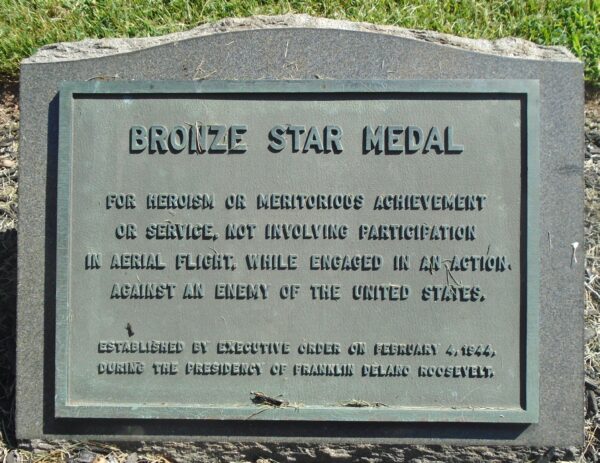 BRONZE STAR MEDAL
FOR HEROISM OR MERITORIOUS ACHIEVEMENT
OR SERVICE, NOT INVOLVING PARTICIPATION
IN AERIAL FLIGHT, WHILE ENGAGED IN AN ACTION.
AGAINST AN ENEMY OF THE UNITED STATES.
ESTABLISHED BY EXECUTIVE ORDER ON FEBRUARY 4, 1944,
DURING THE PRESIDENCY OF FRANKLIN DELANO ROOSEVELT.